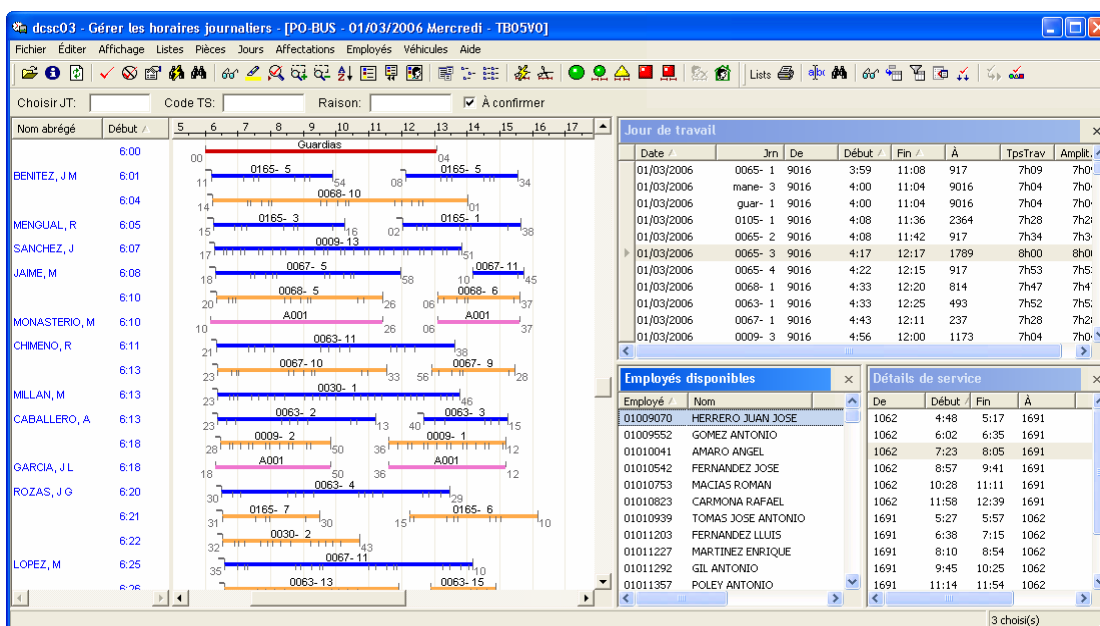 dcsc03 - Gérer les horaires journaliers - [PO-BUS - 01/03/2006 Mercredi - TB05V0]
Fichier Éditer Affichage Listes Pièces Jours Affectations Employés Véhicules Aide
Lists
Choisir JT: Code TS: Raison: À confirmer
Nom abrégé Début 5 6 7 8 9 10 11 12 13 14 15 16 17
6:00 Guardias 00 04
BENITEZ, J M 6:01 0165- 5 11 54 0165- 5 08 34
6:04 0068- 10 14 01
MENGUAL, R 6:05 0165- 3 15 16 0165- 1 02 38
SANCHEZ, J 6:07 0009- 13 17 51
JAIME, M 6:08 0067- 5 18 58 0067- 11 10 45
6:10 0068- 5 20 26 0068- 6 06 37
MONASTERIO, M 6:10 A001 10 26 A001 06 37
CHIMENO, R 6:11 0063- 11 21 38
6:13 0067- 10 23 33 0067- 9 56 28
MILLAN, M 6:13 0030- 1 23 46
CABALLERO, A 6:13 0063- 2 23 13 0063- 3 40 15
6:18 0009- 2 28 50 0009- 1 36 12
GARCIA, J L 6:18 A001 18 50 A001 36 12
ROZAS, J G 6:20 0063- 4 30 29
6:21 0165- 7 31 30 0165- 6 15 10
6:22 0030- 2 32 43
LOPEZ, M 6:25 0067- 11 35 10
6:26 0063- 13 0063- 15
Jour de travail
Date Jrn De Début Fin À TpsTrav Amplit.
01/03/2006 0065- 1 9016 3:59 11:08 917 7h09 7h0
01/03/2006 mane- 3 9016 4:00 11:04 9016 7h04 7h0
01/03/2006 guar- 1 9016 4:00 11:04 9016 7h04 7h0
01/03/2006 0105- 1 9016 4:08 11:36 2364 7h28 7h2
01/03/2006 0065- 2 9016 4:08 11:42 917 7h34 7h3
01/03/2006 0065- 3 9016 4:17 12:17 1789 8h00 8h0
01/03/2006 0065- 4 9016 4:22 12:15 917 7h53 7h5
01/03/2006 0068- 1 9016 4:33 12:20 814 7h47 7h4
01/03/2006 0063- 1 9016 4:33 12:25 493 7h52 7h5
01/03/2006 0067- 1 9016 4:43 12:11 237 7h28 7h2
01/03/2006 0009- 3 9016 4:56 12:00 1173 7h04 7h0
Employés disponibles
Employé Nom
01009070 HERRERO JUAN JOSE
01009552 GOMEZ ANTONIO
01010041 AMARO ANGEL
01010542 FERNANDEZ JOSE
01010753 MACIAS ROMAN
01010823 CARMONA RAFAEL
01010939 TOMAS JOSE ANTONIO
01011203 FERNANDEZ LLUIS
01011227 MARTINEZ ENRIQUE
01011292 GIL ANTONIO
01011357 POLEY ANTONIO
Détails de service
De Début Fin À
1062 4:48 5:17 1691
1062 6:02 6:35 1691
1062 7:23 8:05 1691
1062 8:57 9:41 1691
1062 10:28 11:11 1691
1062 11:58 12:39 1691
1691 5:27 5:57 1062
1691 6:38 7:15 1062
1691 8:10 8:54 1062
1691 9:45 10:25 1062
1691 11:14 11:54 1062
3 choisi(s)